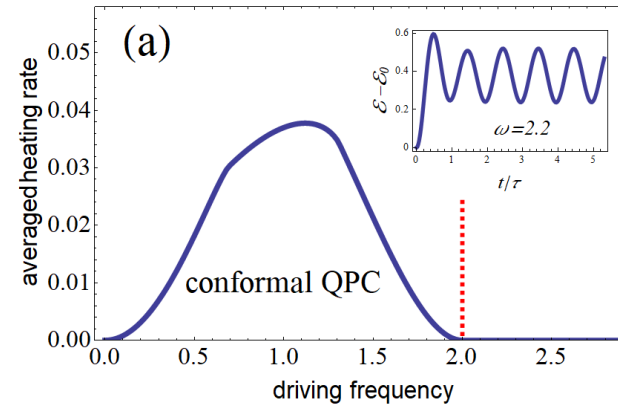 (a)
averaged heating rate
0.05
0.04
0.03
0.02
0.01
0.00
0.0 0.5 1.0 1.5 2.0 2.5
driving frequency
conformal QPC
ℰ-ℰ₀
0.6
0.4
0.2
0.0
0 1 2 3 4 5
t/τ
ω=2.2